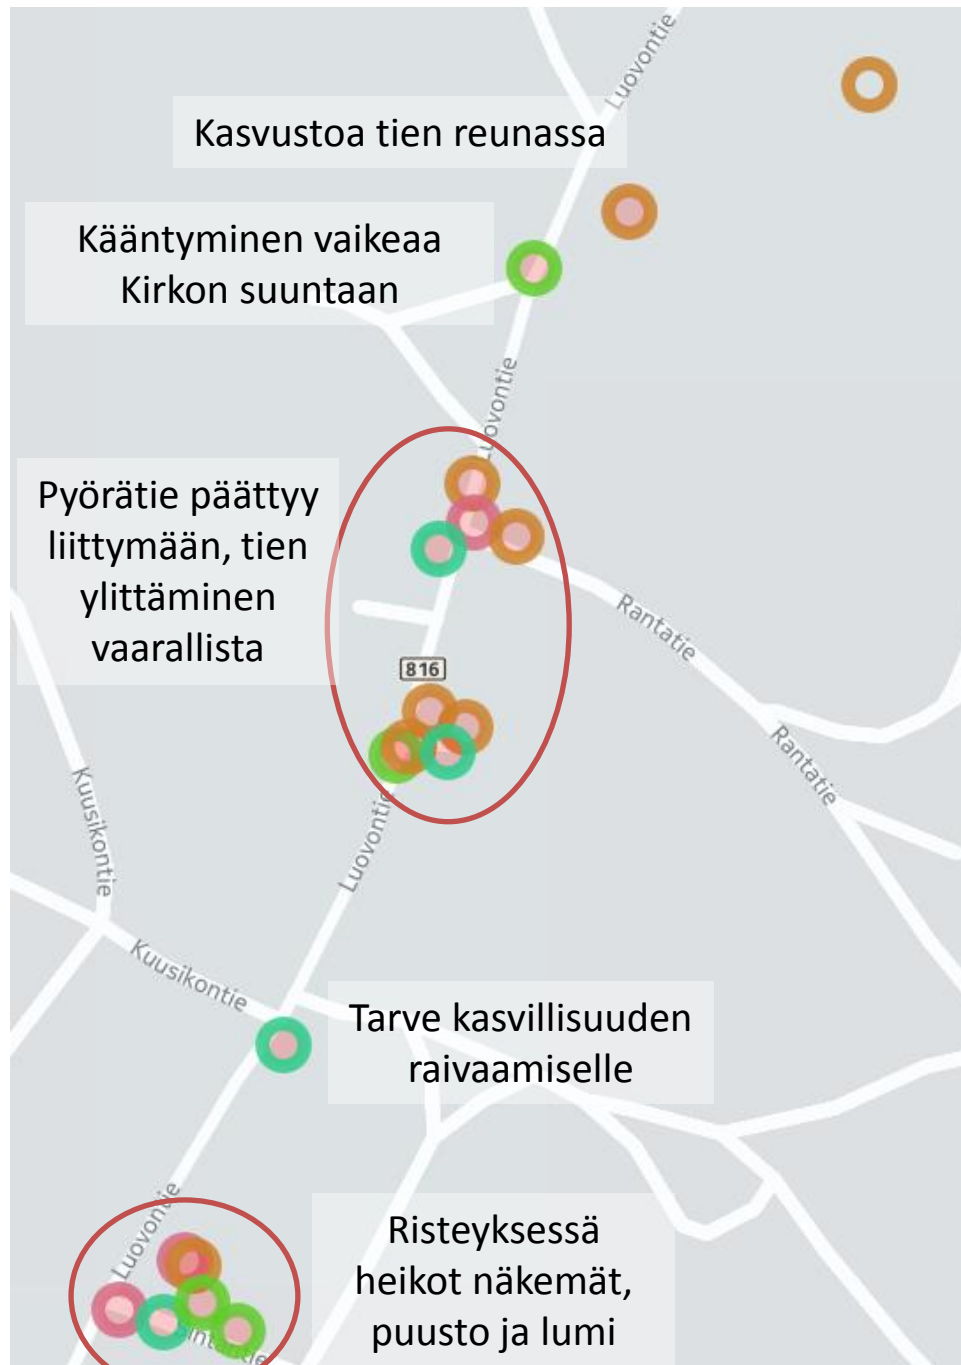 Luovontie
Kasvustoa tien reunassa
Kääntyminen vaikeaa
Kirkon suuntaan
Luovontie
Pyörätie päättyy
liittymään, tien
ylittäminen
vaarallista
Rantatie
816
Rantatie
Kuusikontie
Luovontie
Kuusikontie
Tarve kasvillisuuden
raivaamiselle
Luovontie
Risteyksessä
heikot näkemät,
puusto ja lumi